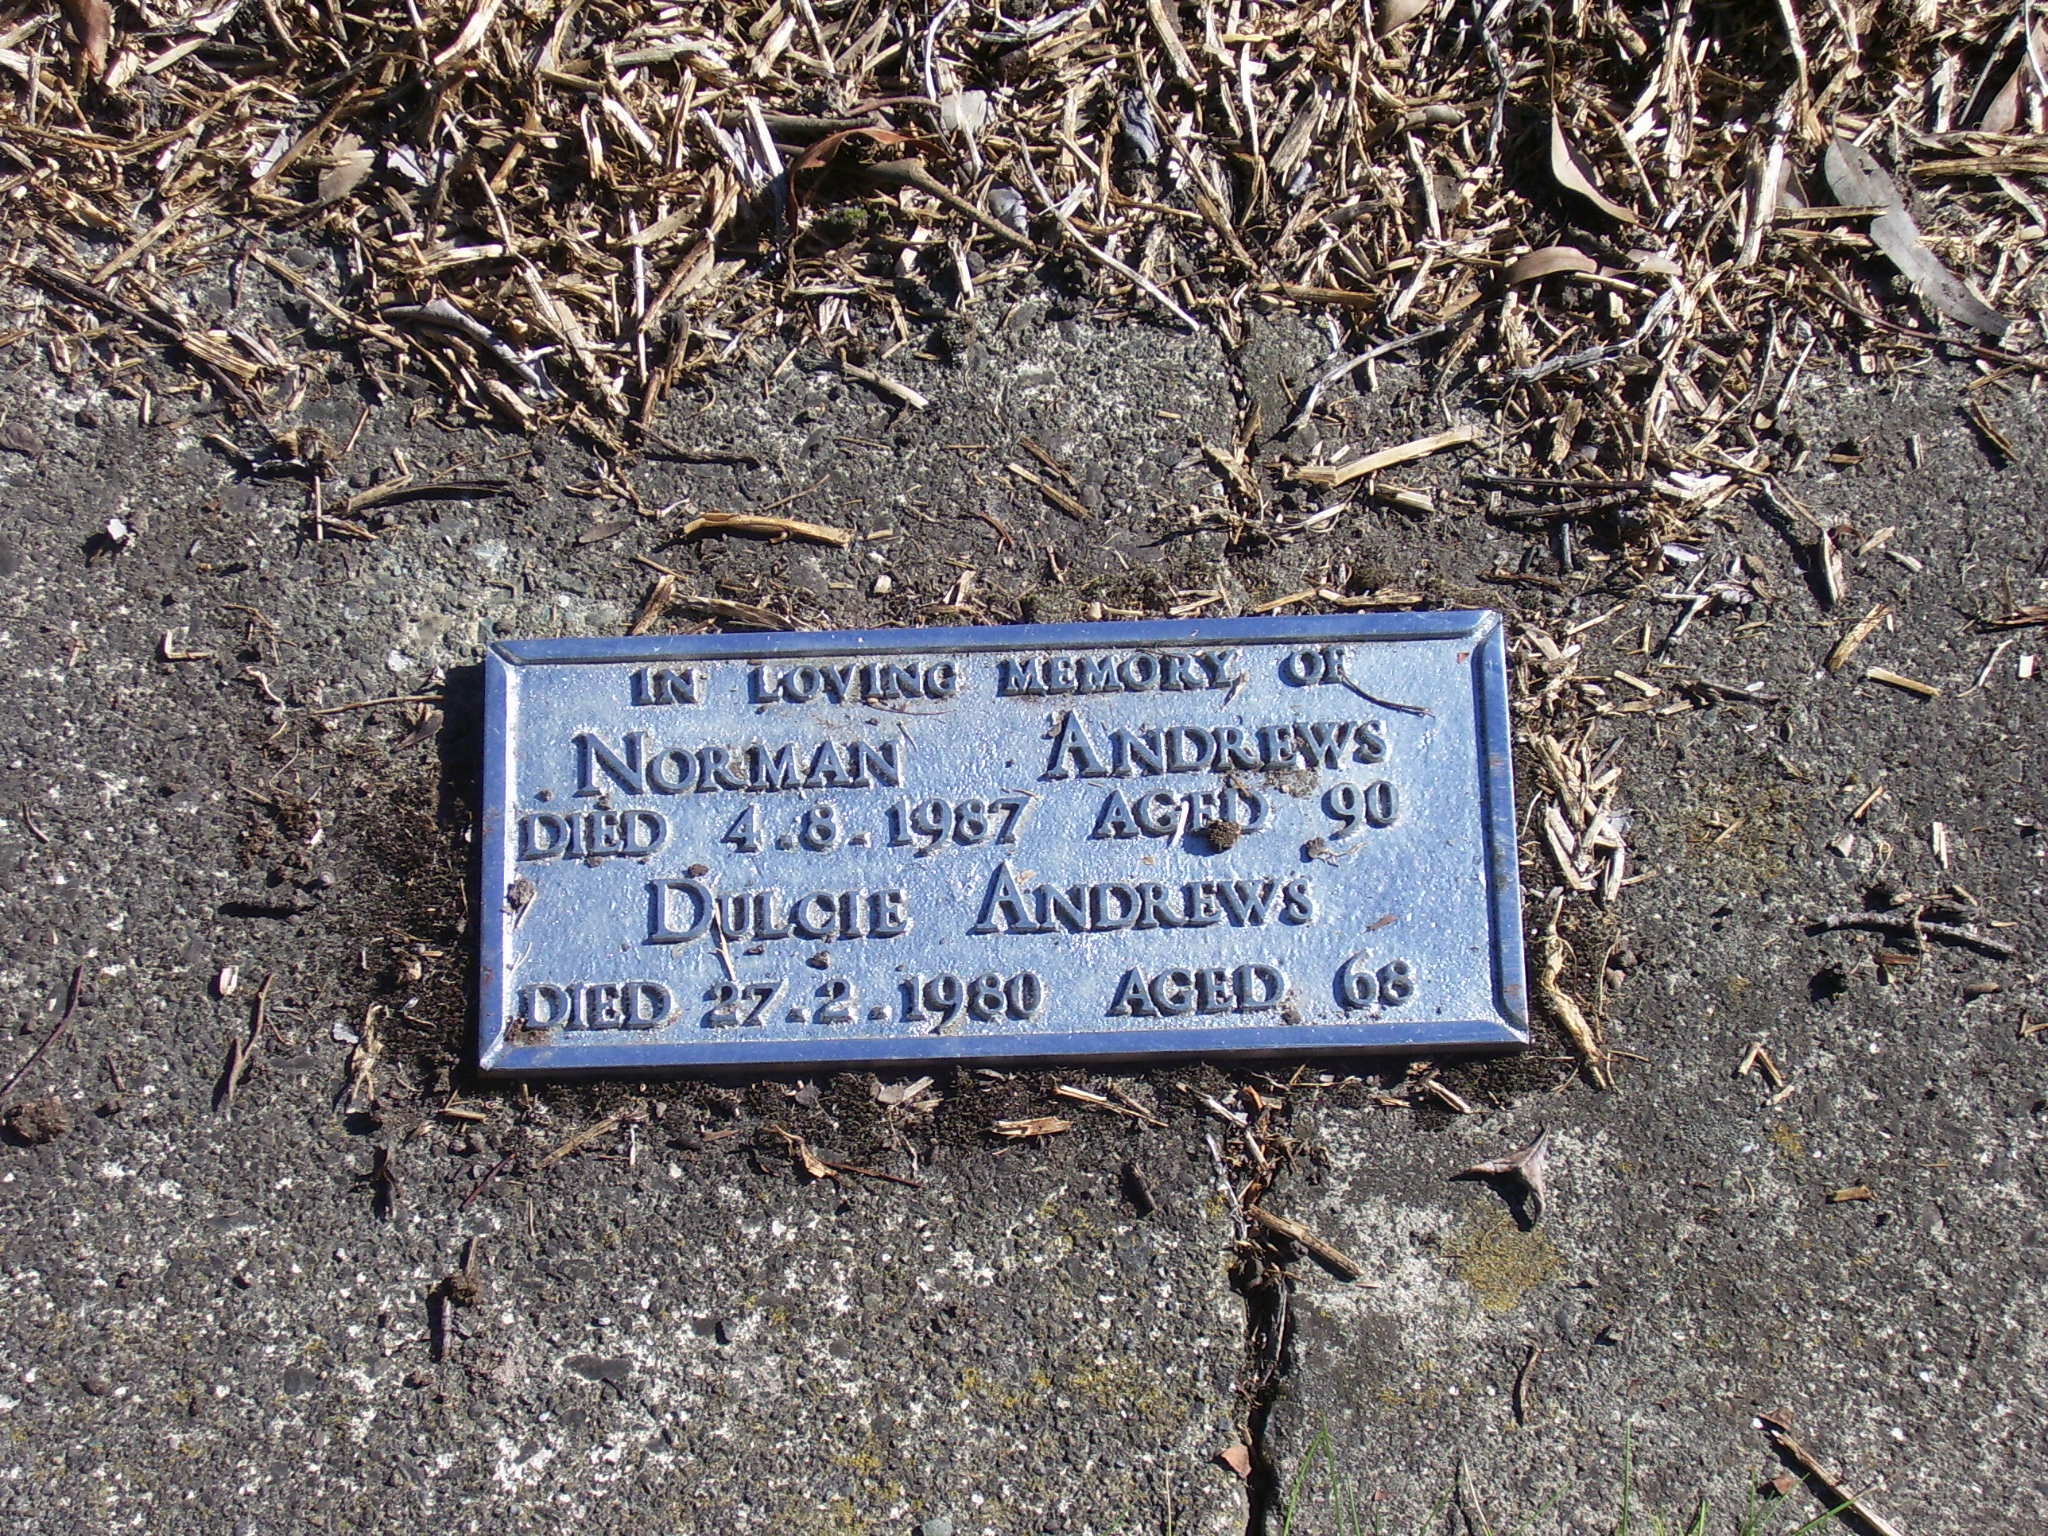 IN LOVING MEMORY OF
NORMAN ANDREWS
DIED 4.8.1987 AGED 90
DULCIE ANDREWS
DIED 27.2.1980 AGED 68